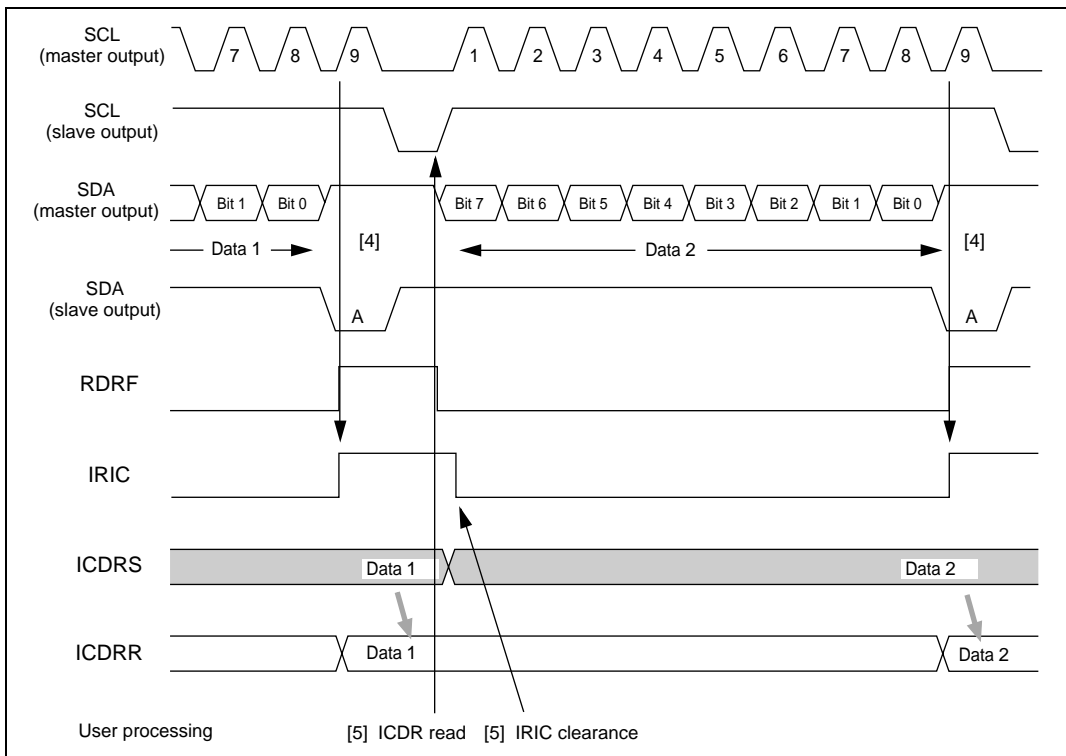 SCL
(master output)
7 8 9 1 2 3 4 5 6 7 8 9
SCL
(slave output)
SDA
(master output)
Bit 1 Bit 0 Bit 7 Bit 6 Bit 5 Bit 4 Bit 3 Bit 2 Bit 1 Bit 0
Data 1 [4] Data 2 [4]
SDA
(slave output)
A A
RDRF
IRIC
ICDRS
Data 1 Data 2
ICDRR
Data 1 Data 2
User processing [5] ICDR read [5] IRIC clearance